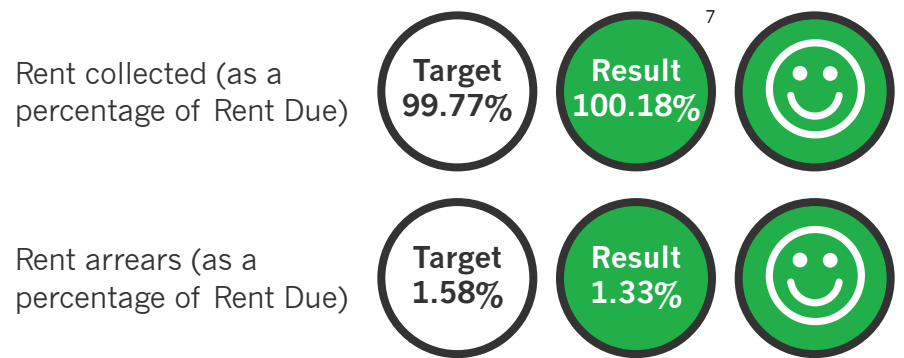 Rent collected (as a
percentage of Rent Due)
Target
99.77%
Result
100.18%
7
Rent arrears (as a
percentage of Rent Due)
Target
1.58%
Result
1.33%